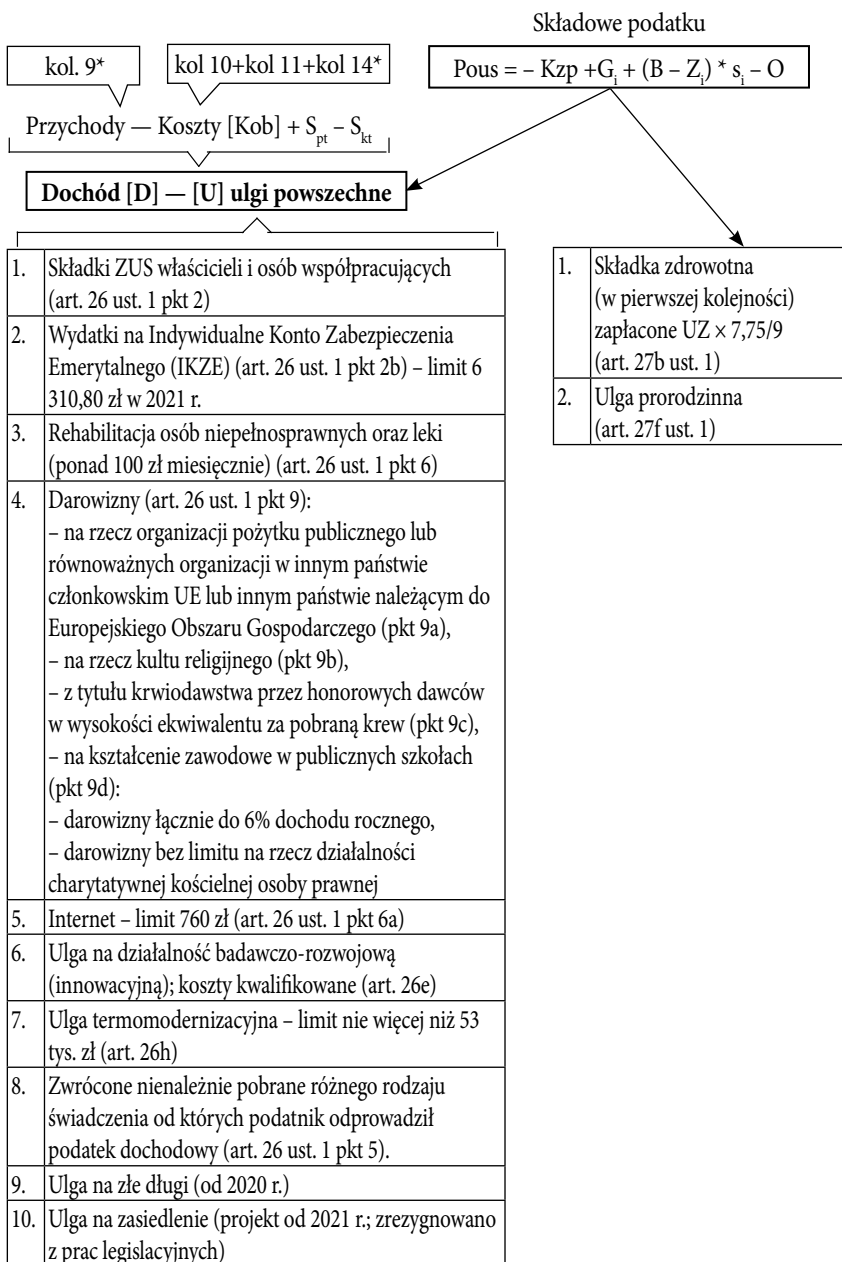 Składowe podatku
kol. 9*
kol 10+kol 11+kol 14*
Pous = – Kzp +G_i + (B – Z_i) * s_i – O
Przychody — Koszty [Kob] + S_pt – S_kt
Dochód [D] — [U] ulgi powszechne
1. Składki ZUS właścicieli i osób współpracujących
(art. 26 ust. 1 pkt 2)
2. Wydatki na Indywidualne Konto Zabezpieczenia
Emerytalnego (IKZE) (art. 26 ust. 1 pkt 2b) – limit 6
310,80 zł w 2021 r.
3. Rehabilitacja osób niepełnosprawnych oraz leki
(ponad 100 zł miesięcznie) (art. 26 ust. 1 pkt 6)
4. Darowizny (art. 26 ust. 1 pkt 9):
– na rzecz organizacji pożytku publicznego lub
równoważnych organizacji w innym państwie
członkowskim UE lub innym państwie należącym do
Europejskiego Obszaru Gospodarczego (pkt 9a),
– na rzecz kultu religijnego (pkt 9b),
– z tytułu krwiodawstwa przez honorowych dawców
w wysokości ekwiwalentu za pobraną krew (pkt 9c),
– na kształcenie zawodowe w publicznych szkołach
(pkt 9d):
– darowizny łącznie do 6% dochodu rocznego,
– darowizny bez limitu na rzecz działalności
charytatywnej kościelnej osoby prawnej
5. Internet – limit 760 zł (art. 26 ust. 1 pkt 6a)
6. Ulga na działalność badawczo-rozwojową
(innowacyjną); koszty kwalifikowane (art. 26e)
7. Ulga termomodernizacyjna – limit nie więcej niż 53
tys. zł (art. 26h)
8. Zwrócone nienależnie pobrane różnego rodzaju
świadczenia od których podatnik odprowadził
podatek dochodowy (art. 26 ust. 1 pkt 5).
9. Ulga na złe długi (od 2020 r.)
10. Ulga na zasiedlenie (projekt od 2021 r.; zrezygnowano
z prac legislacyjnych)
1. Składka zdrowotna
(w pierwszej kolejności)
zapłacone UZ × 7,75/9
(art. 27b ust. 1)
2. Ulga prorodzinna
(art. 27f ust. 1)